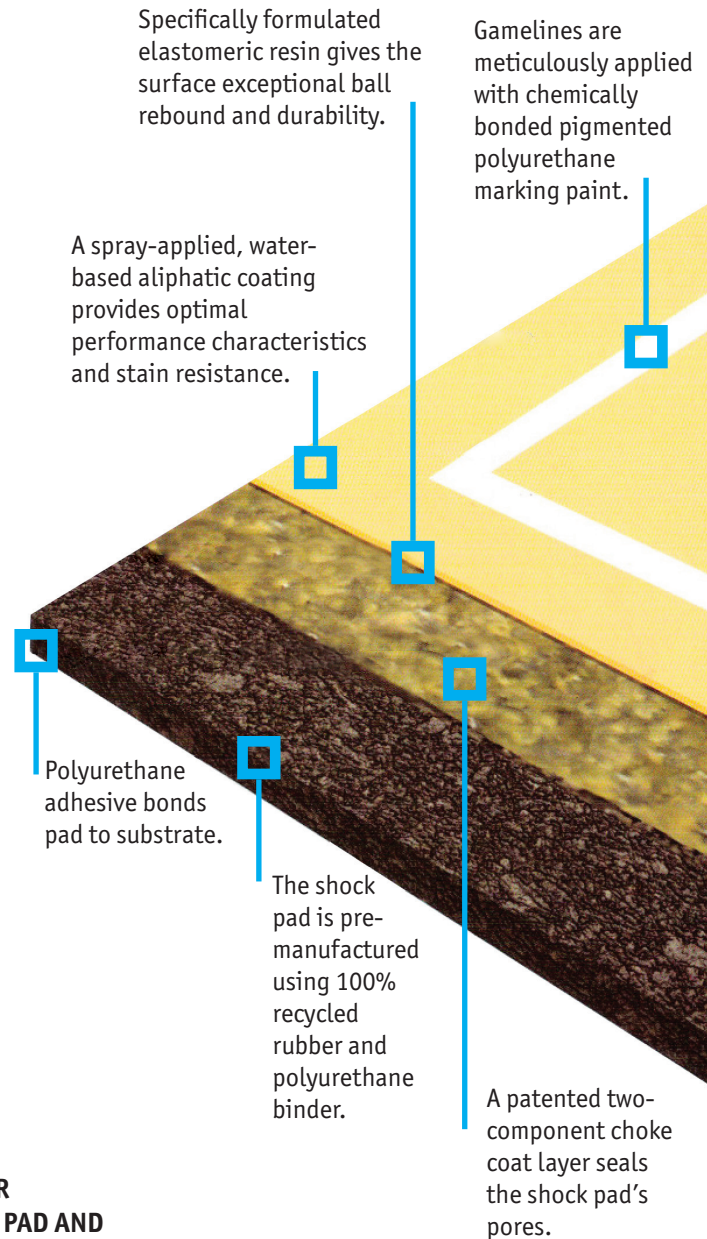 Specifically formulated
elastomeric resin gives the
surface exceptional ball
rebound and durability.
Gamelines are
meticulously applied
with chemically
bonded pigmented
polyurethane
marking paint.
A spray-applied, water-
based aliphatic coating
provides optimal
performance characteristics
and stain resistance.
Polyurethane
adhesive bonds
pad to substrate.
The shock
pad is pre-
manufactured
using 100%
recycled
rubber and
polyurethane
binder.
A patented two-
component choke
coat layer seals
the shock pad’s
pores.
R
PAD AND